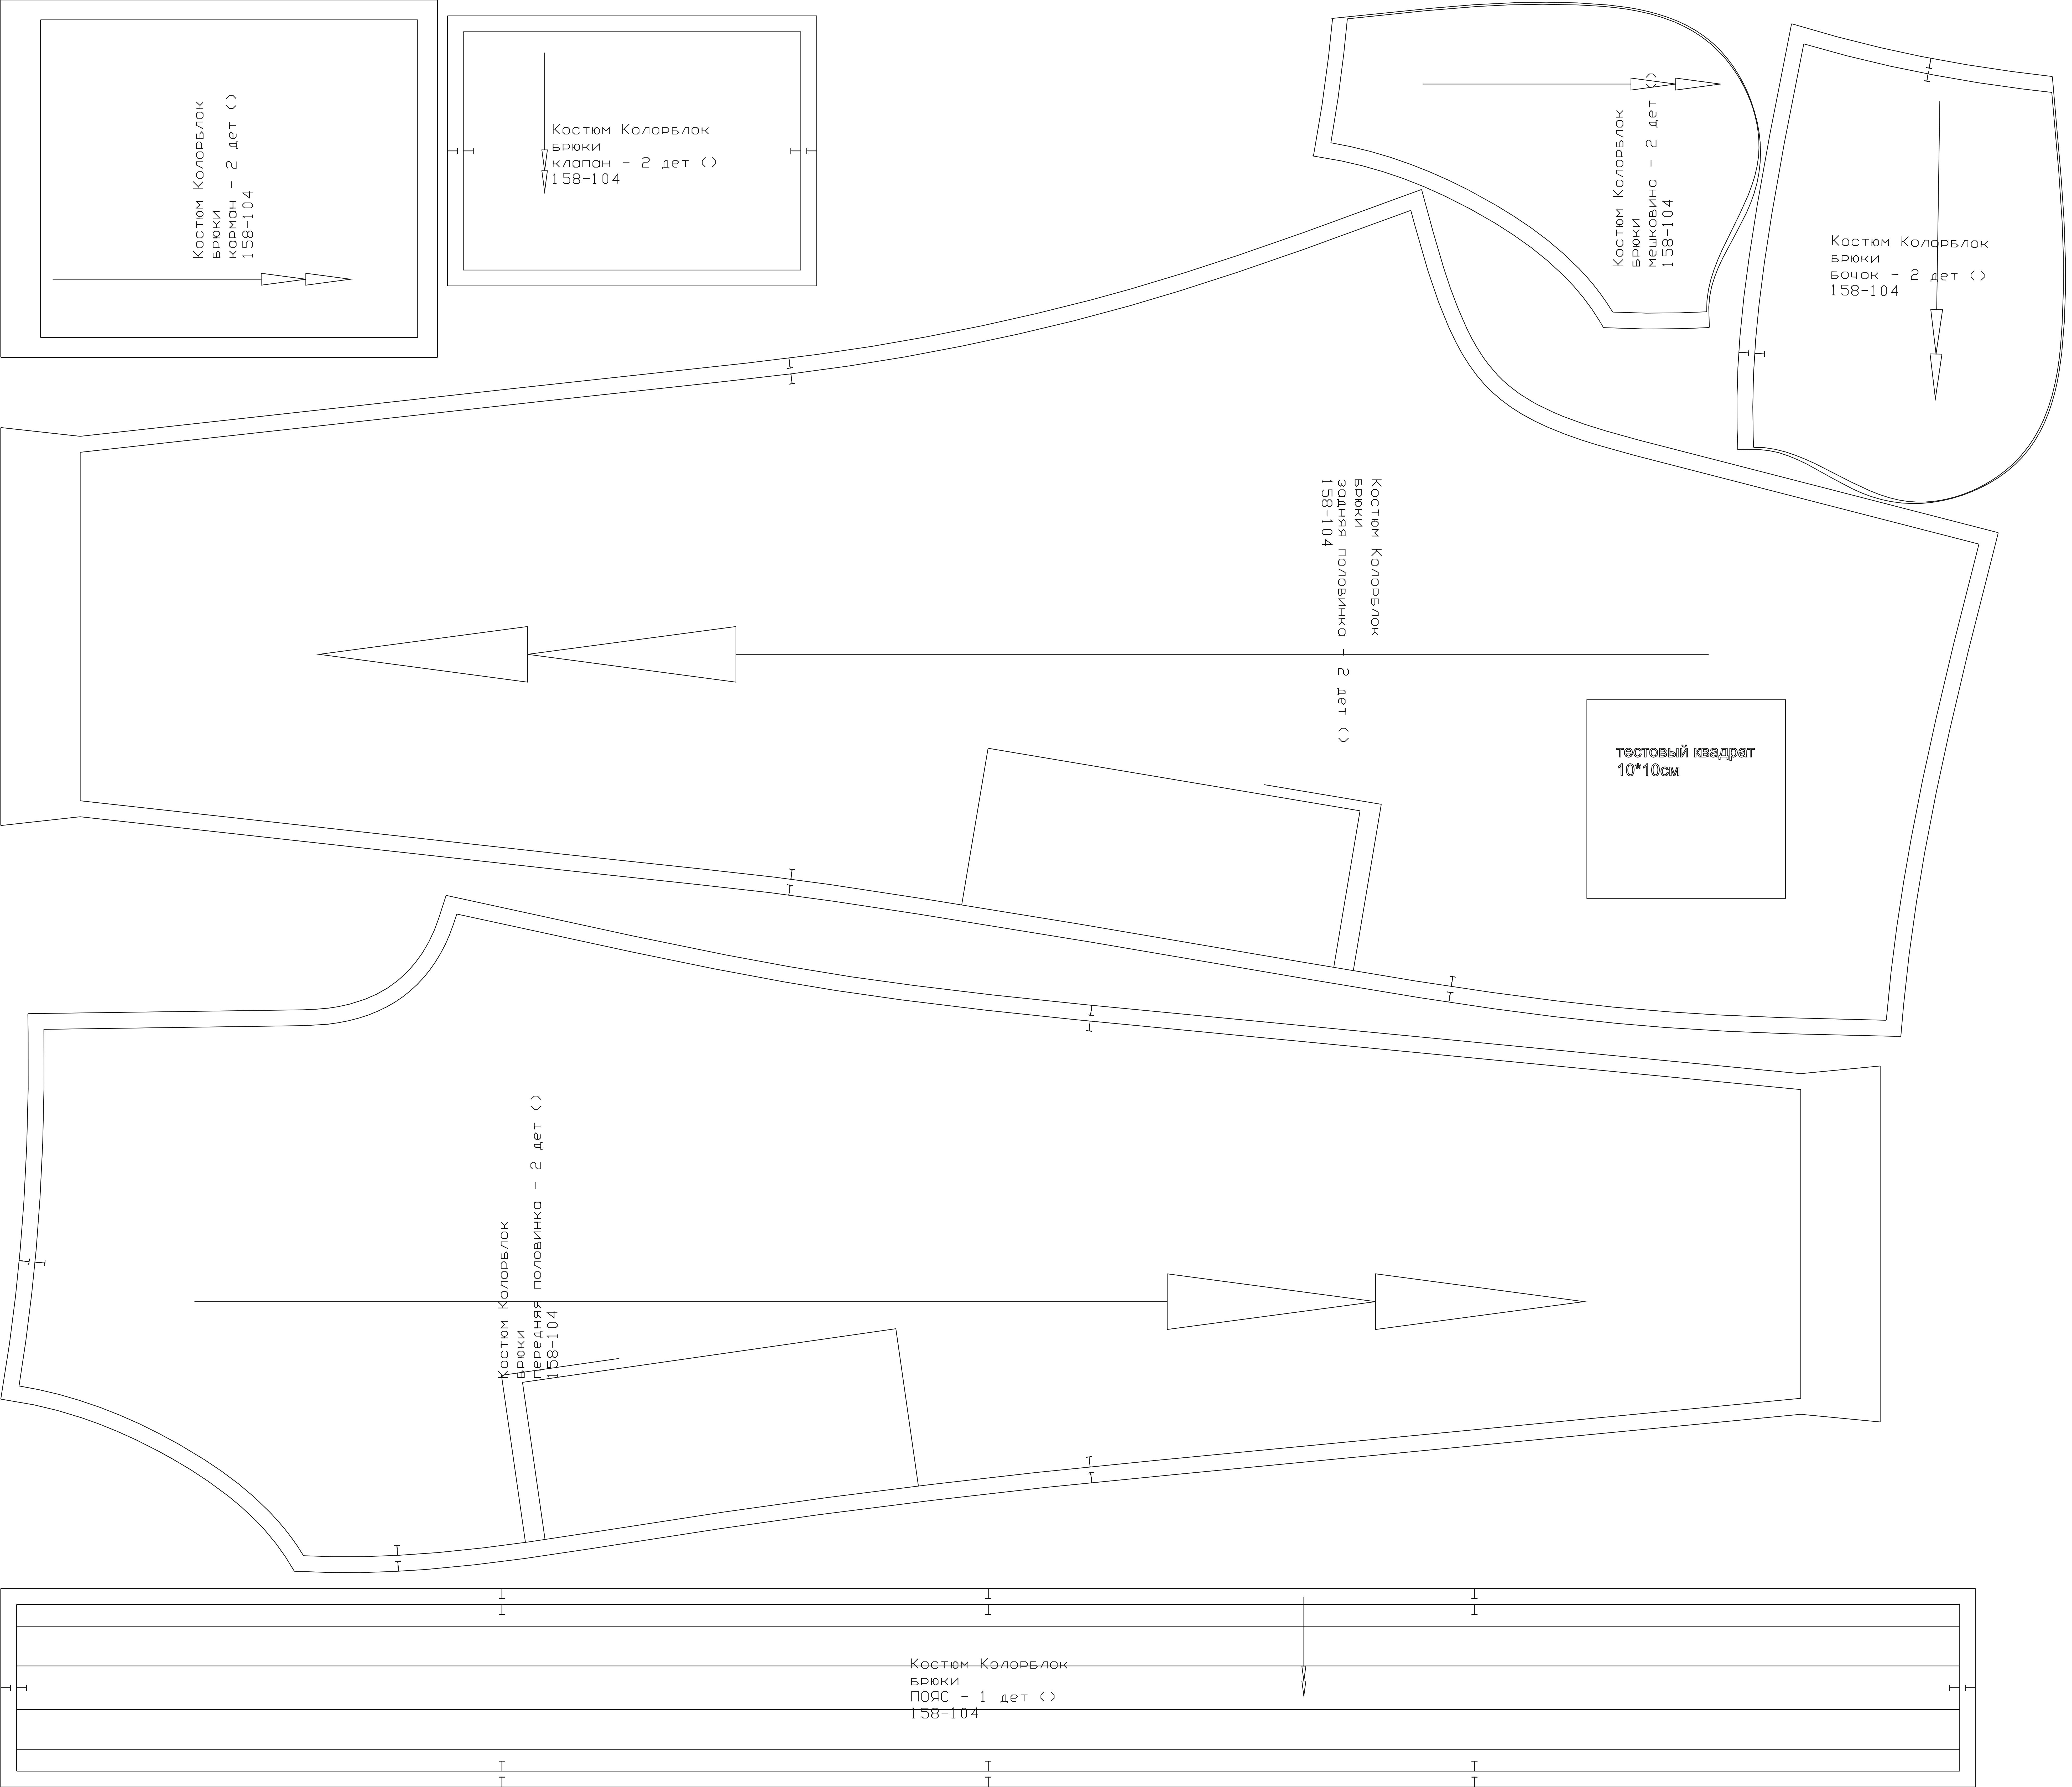 Костюм Колорблок
Брюки
карман - 2 дет ()
158-104
Костюм Колорблок
Брюки
клапан - 2 дет ()
158-104
Костюм Колорблок
Брюки
мешковина - 2 дет ()
158-104
Костюм Колорблок
Брюки
бочок - 2 дет ()
158-104
Костюм Колорблок
Брюки
задняя половинка - 2 дет ()
158-104
тестовый квадрат
10*10см
Костюм Колорблок
Брюки
передняя половинка - 2 дет ()
158-104
Костюм Колорблок
Брюки
ПОЯС - 1 дет ()
158-104